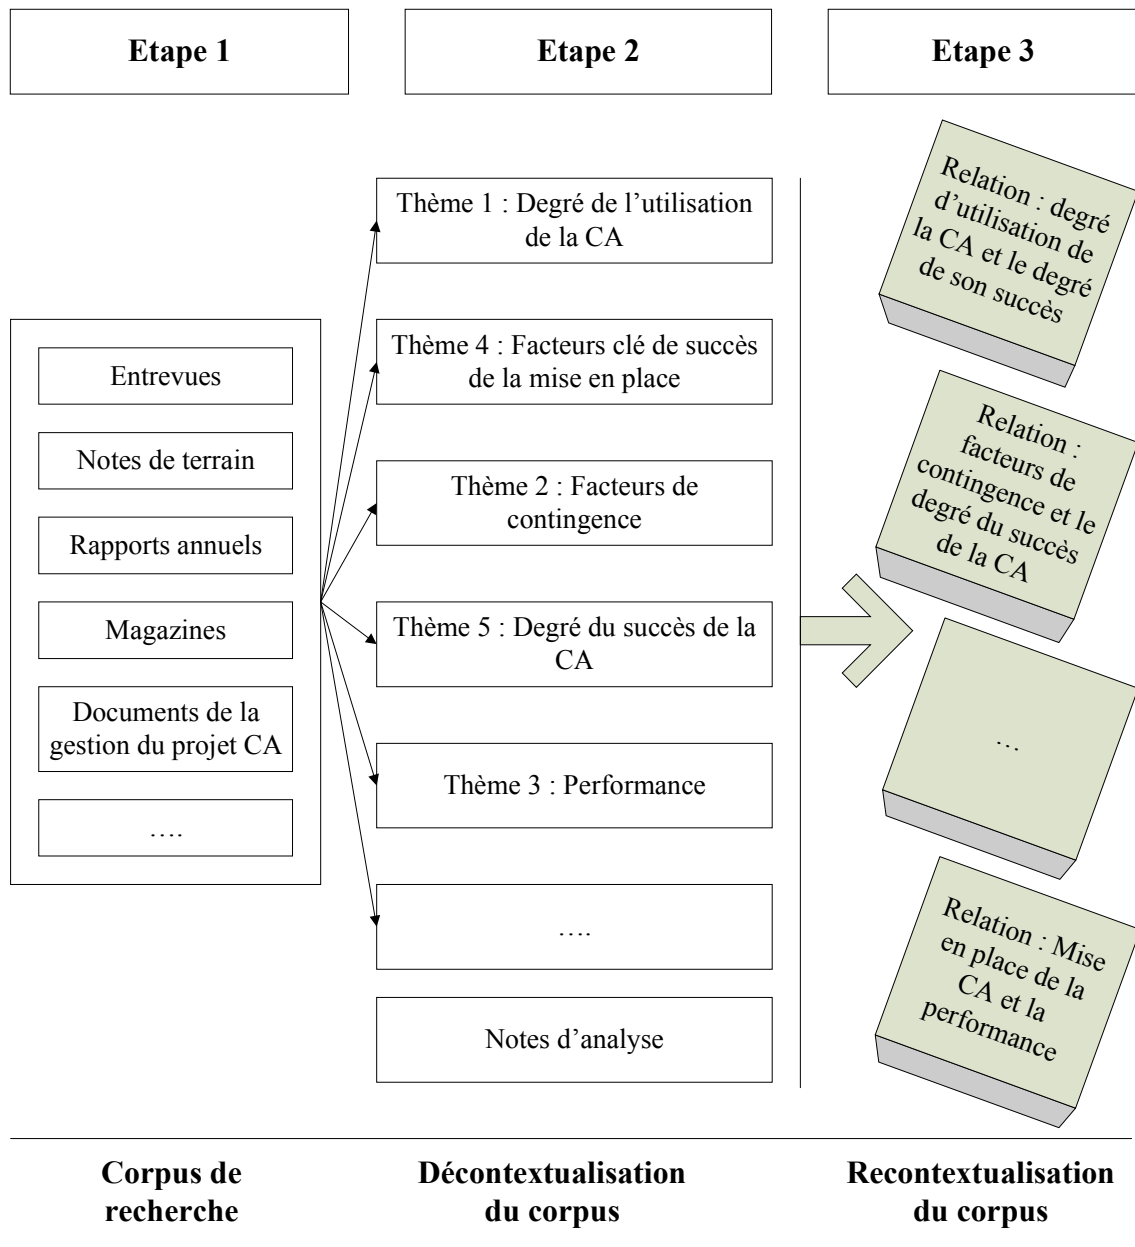 Etape 1
Etape 2
Etape 3
Entrevues
Notes de terrain
Rapports annuels
Magazines
Documents de la
gestion du projet CA
….
Thème 1 : Degré de l’utilisation
de la CA
Thème 4 : Facteurs clé de succès
de la mise en place
Thème 2 : Facteurs de
contingence
Thème 5 : Degré du succès de la
CA
Thème 3 : Performance
….
Notes d’analyse
Relation : degré
d’utilisation de
la CA et le degré
de son succès
Relation :
facteurs de
contingence et le
degré du succès
de la CA
…
Relation : Mise
en place de la
CA et la
performance
Corpus de
recherche
Décontextualisation
du corpus
Recontextualisation
du corpus